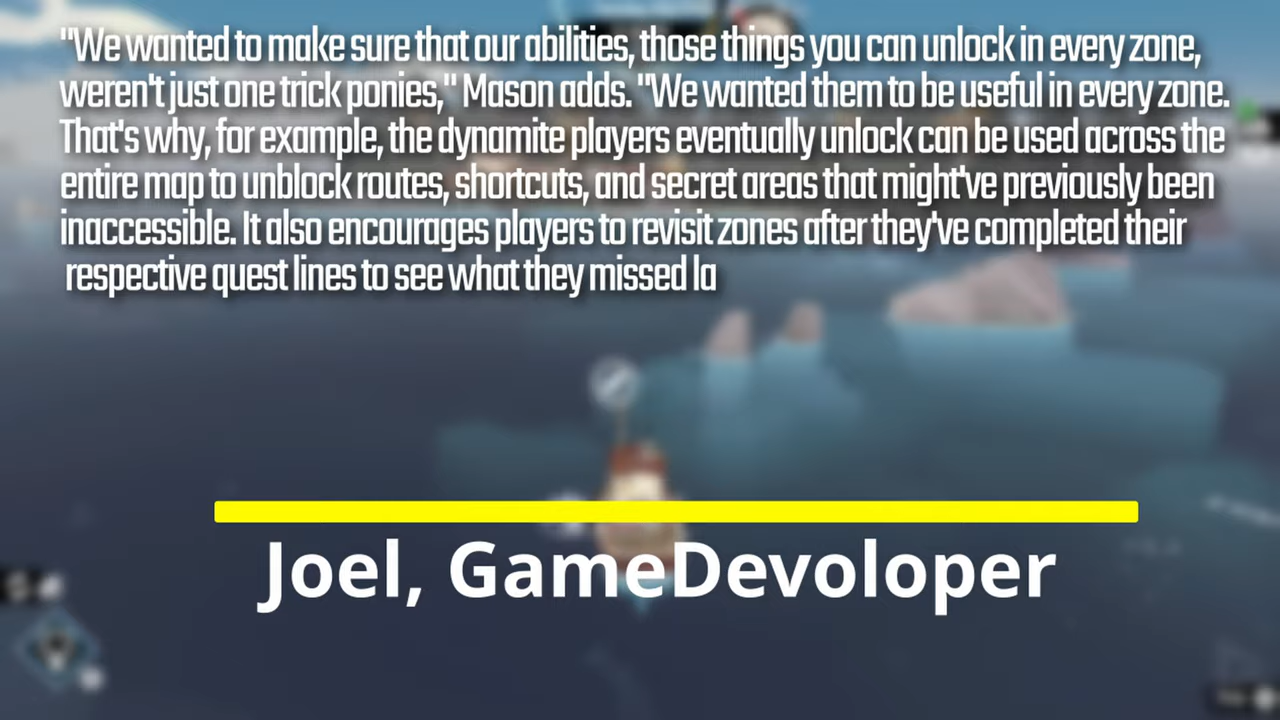 "We wanted to make sure that our abilities, those things you can unlock in every zone,
weren't just one trick ponies," Mason adds. "We wanted them to be useful in every zone.
That's why, for example, the dynamite players eventually unlock can be used across the
entire map to unblock routes, shortcuts, and secret areas that might've previously been
inaccessible. It also encourages players to revisit zones after they've completed their
respective quest lines to see what they missed la
Joel, GameDevoloper